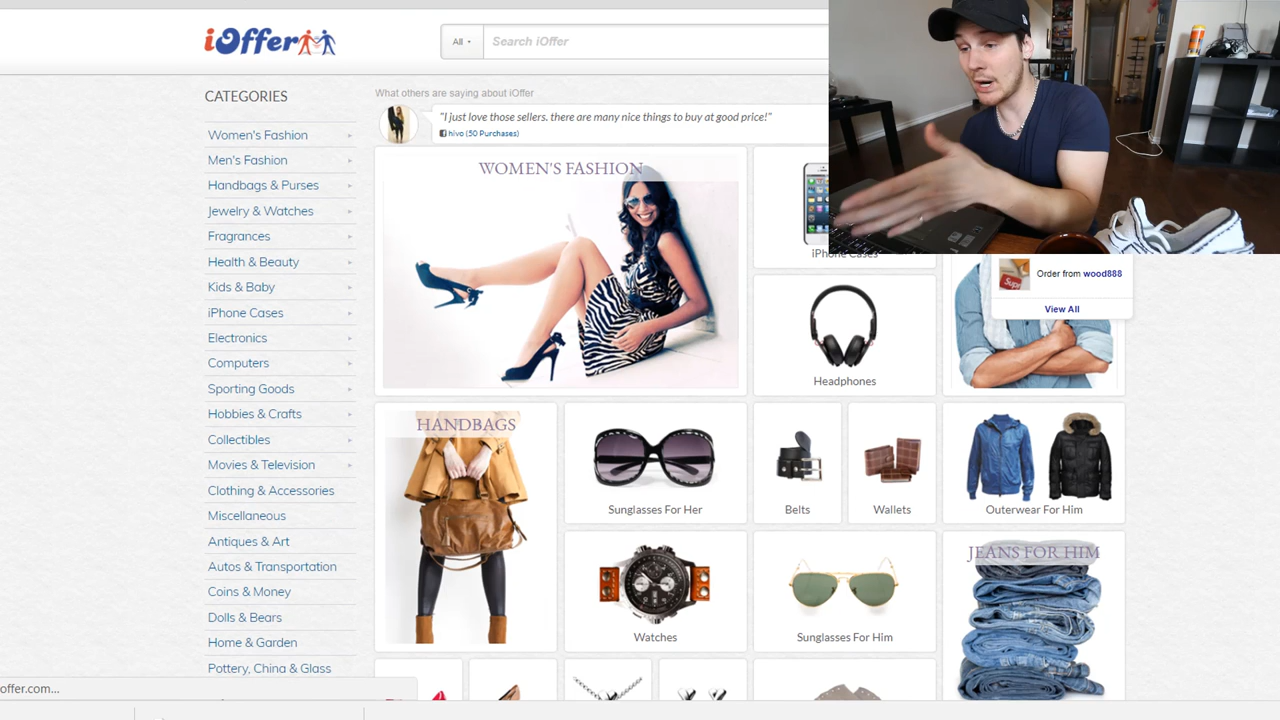 iOffer
All
Search iOffer
CATEGORIES
Women's Fashion
Men's Fashion
Handbags & Purses
Jewelry & Watches
Fragrances
Health & Beauty
Kids & Baby
iPhone Cases
Electronics
Computers
Sporting Goods
Hobbies & Crafts
Collectibles
Movies & Television
Clothing & Accessories
Miscellaneous
Antiques & Art
Autos & Transportation
Coins & Money
Dolls & Bears
Home & Garden
Pottery, China & Glass
What others are saying about iOffer
"I just love those sellers. there are many nice things to buy at good price!"
hivo (50 Purchases)
WOMEN'S FASHION
iPhone Cases
Order from wood888
View All
Headphones
HANDBAGS
Sunglasses For Her
Belts
Wallets
Outerwear For Him
Watches
Sunglasses For Him
JEANS FOR HIM
offer.com...